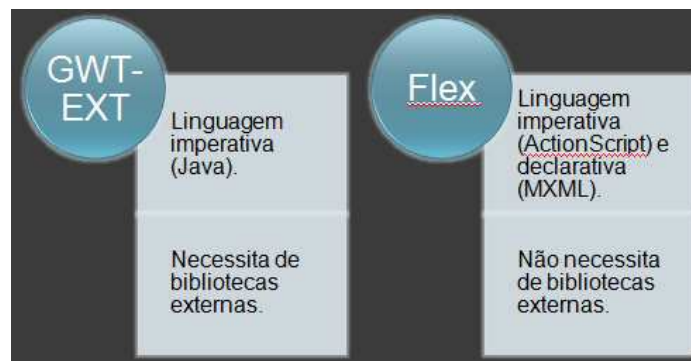 GWT-
EXT
Linguagem
imperativa
(Java).
Necessita de
bibliotecas
externas.
Flex
Linguagem
imperativa
(ActionScript) e
declarativa
(MXML).
Não necessita
de bibliotecas
externas.